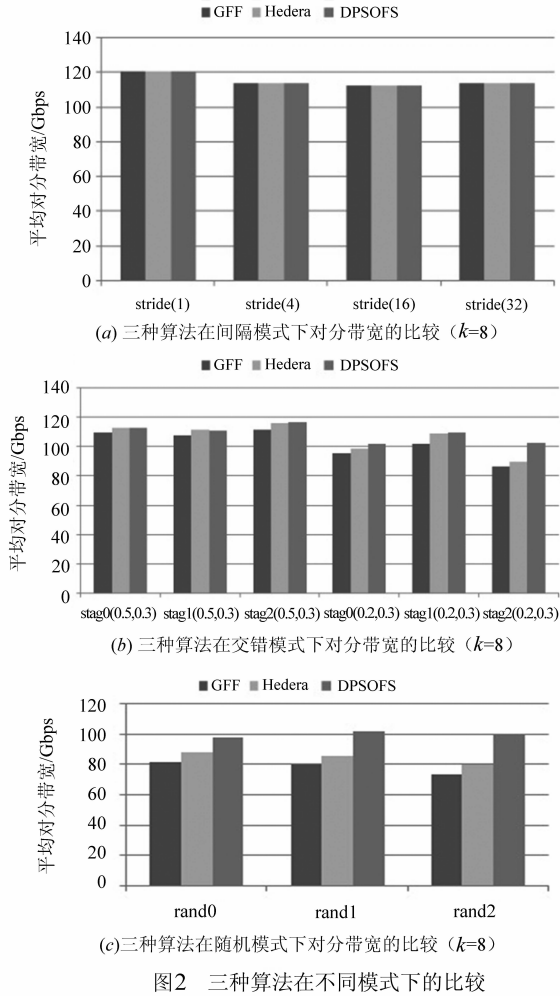 GFF Hedera DPSOFS
平均对分带宽/Gbps
140
120
100
80
60
40
20
0
stride(1) stride(4) stride(16) stride(32)
(a) 三种算法在间隔模式下对分带宽的比较（k=8）
GFF Hedera DPSOFS
平均对分带宽/Gbps
140
120
100
80
60
40
20
0
stag0(0.5,0.3) stag1(0.5,0.3) stag2(0.5,0.3) stag0(0.2,0.3) stag1(0.2,0.3) stag2(0.2,0.3)
(b) 三种算法在交错模式下对分带宽的比较（k=8）
GFF Hedera DPSOFS
平均对分带宽/Gbps
120
100
80
60
40
20
0
rand0 rand1 rand2
(c)三种算法在随机模式下对分带宽的比较（k=8）
图2 三种算法在不同模式下的比较